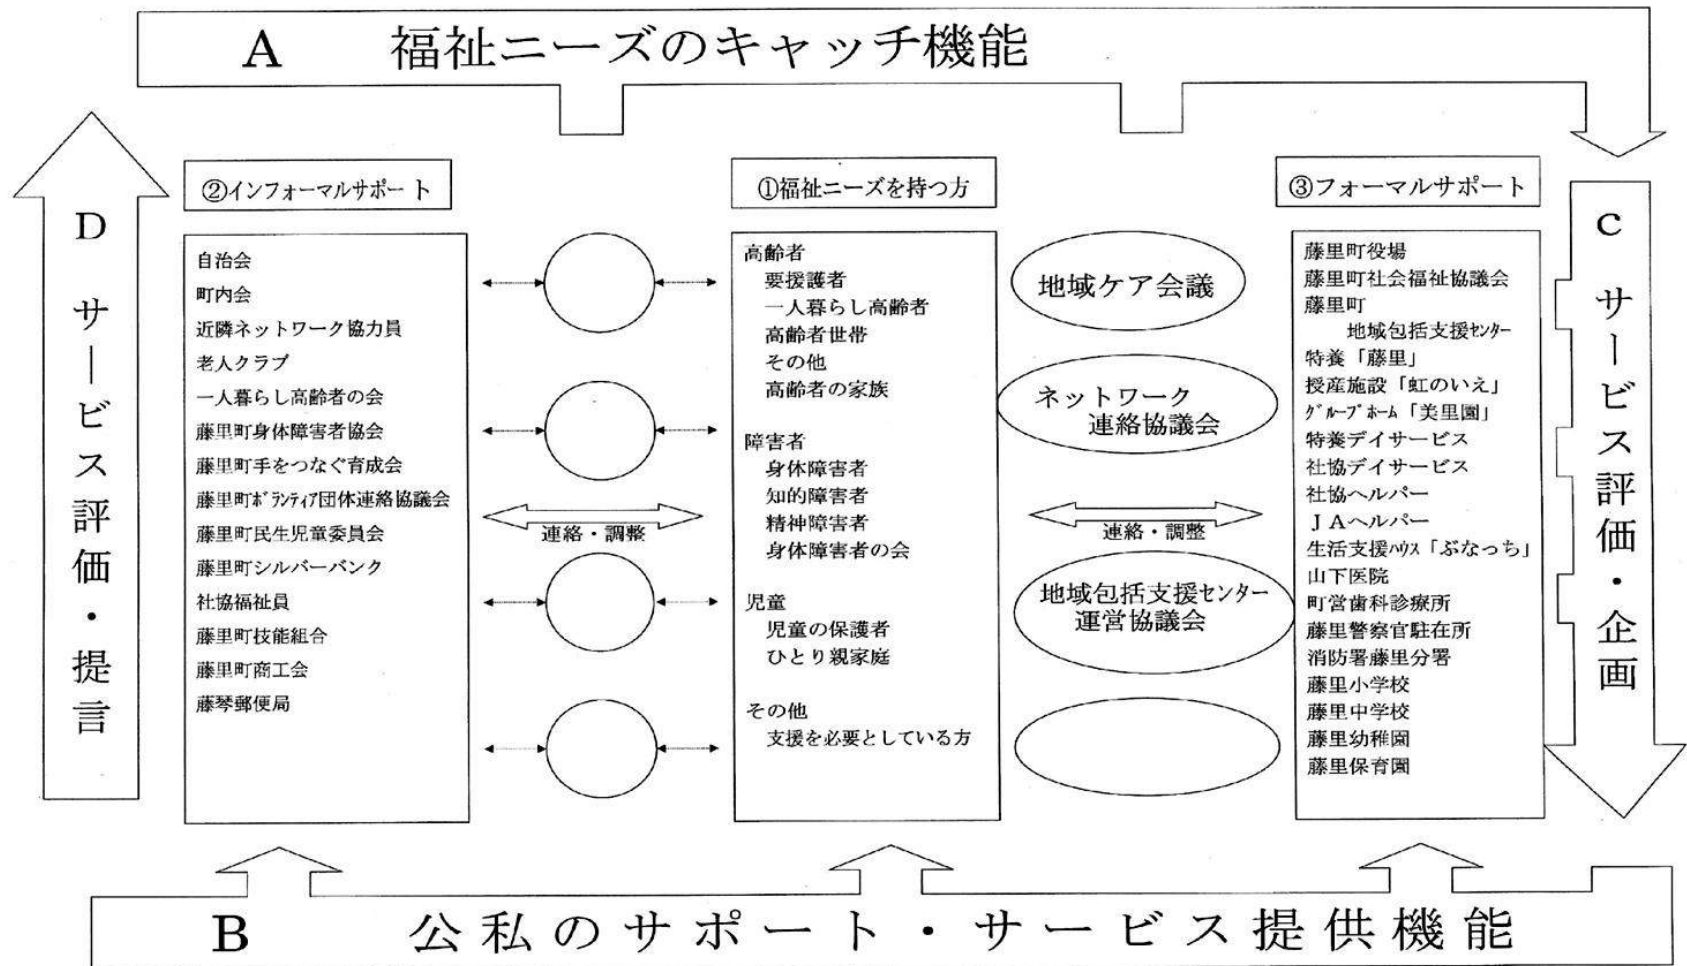 A 福祉ニーズのキャッチ機能
②インフォーマルサポート
自治会
町内会
近隣ネットワーク協力員
老人クラブ
一人暮らし高齢者の会
藤里町身体障害者協会
藤里町手をつなぐ育成会
藤里町ﾎﾞﾗﾝﾃｨｱ団体連絡協議会
藤里町民生児童委員会
藤里町シルバーバンク
社協福祉員
藤里町技能組合
藤里町商工会
藤琴郵便局
連絡・調整
①福祉ニーズを持つ方
高齢者
要援護者
一人暮らし高齢者
高齢者世帯
その他
高齢者の家族
障害者
身体障害者
知的障害者
精神障害者
身体障害者の会
児童
児童の保護者
ひとり親家庭
その他
支援を必要としている方
地域ケア会議
ネットワーク
連絡協議会
連絡・調整
地域包括支援ｾﾝﾀｰ
運営協議会
③フォーマルサポート
藤里町役場
藤里町社会福祉協議会
藤里町
地域包括支援ｾﾝﾀｰ
特養「藤里」
授産施設「虹のいえ」
ｸﾞﾙｰﾌﾟﾎｰﾑ「美里園」
特養デイサービス
社協デイサービス
社協ヘルパー
ＪＡヘルパー
生活支援ﾊｳｽ「ぶなっち」
山下医院
町営歯科診療所
藤里警察官駐在所
消防署藤里分署
藤里小学校
藤里中学校
藤里幼稚園
藤里保育園
C サービス評価・企画
D サービス評価・提言
B 公私のサポート・サービス提供機能